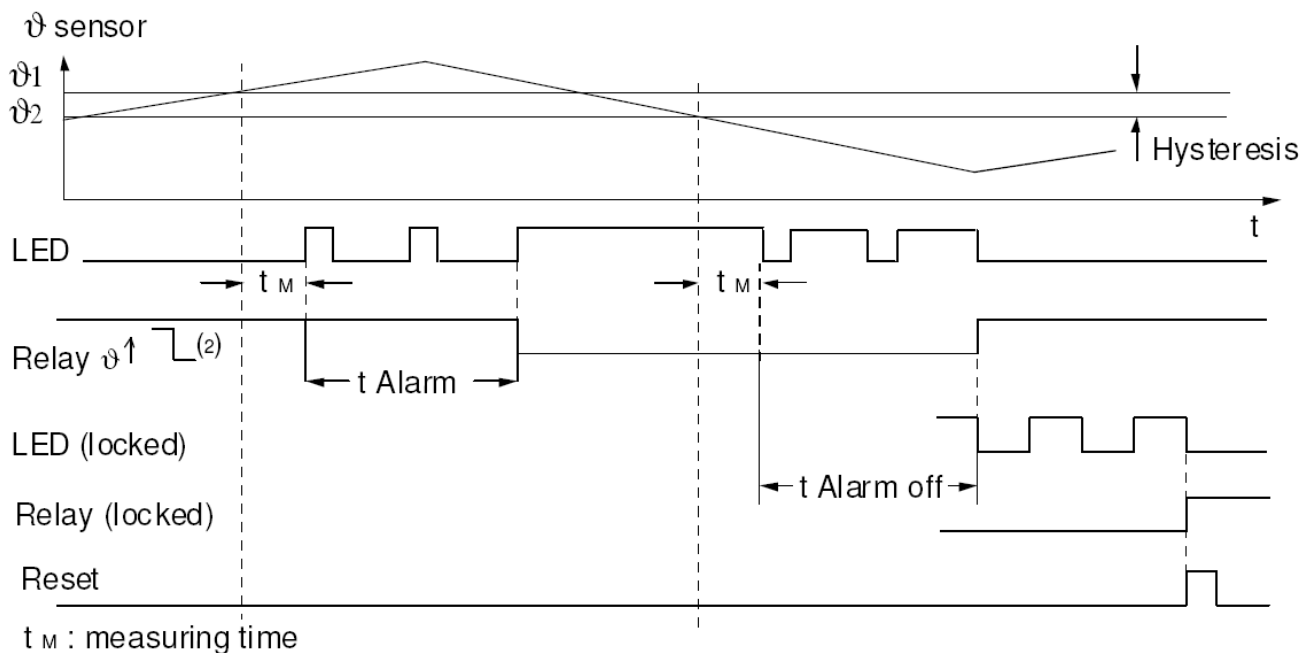 ϑ sensor
ϑ1
ϑ2
Hysteresis
t
LED
t M
t M
Relay ϑ
(2)
t Alarm
LED (locked)
t Alarm off
Relay (locked)
Reset
t M : measuring time